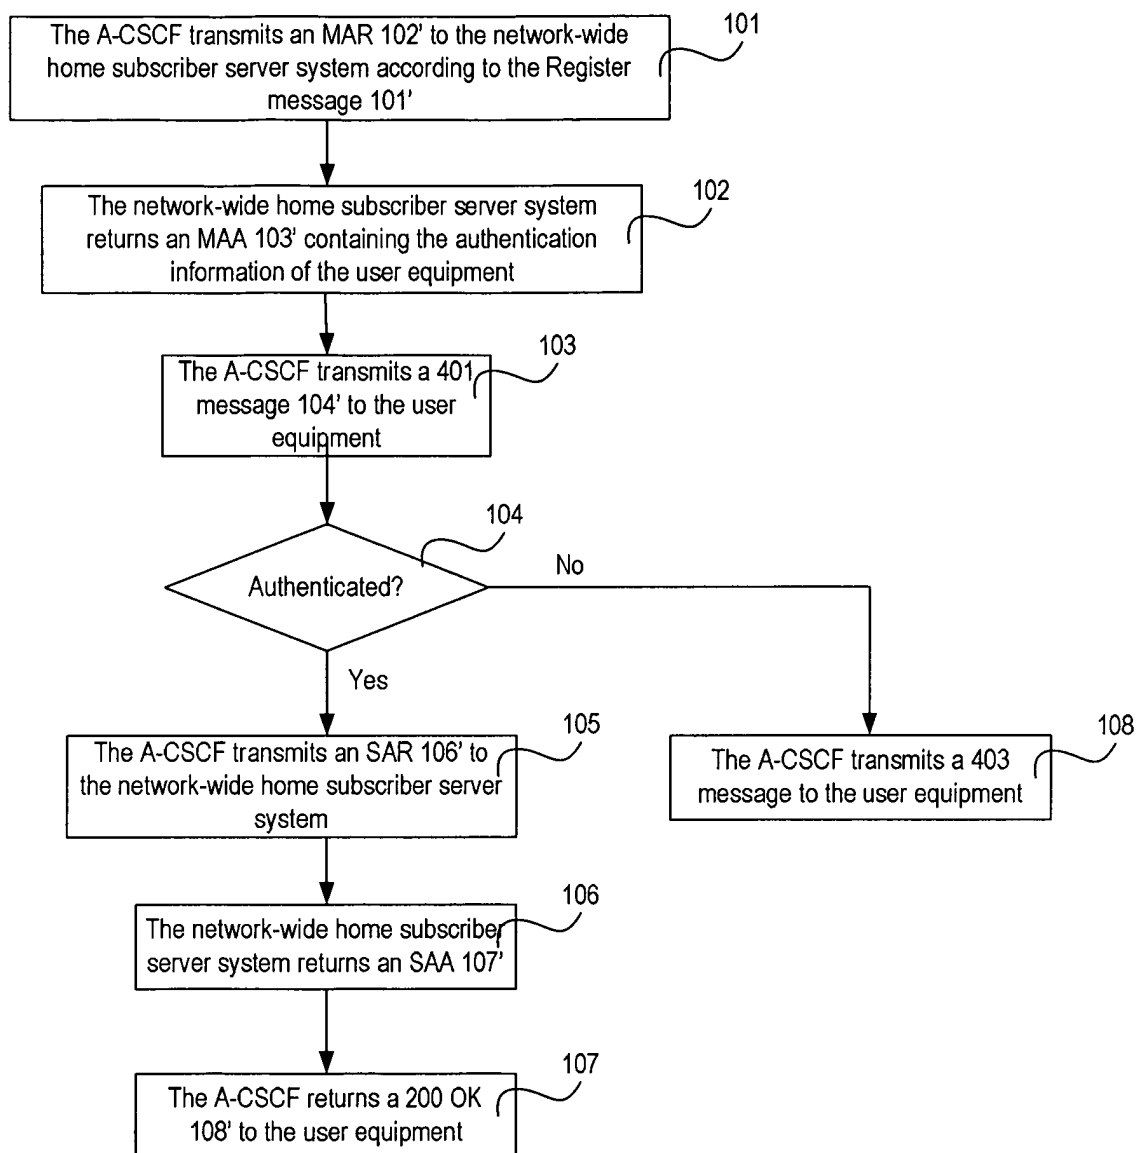 The A-CSCF transmits an MAR 102' to the network-wide
home subscriber server system according to the Register
message 101'
101
The network-wide home subscriber server system
returns an MAA 103' containing the authentication
information of the user equipment
102
The A-CSCF transmits a 401
message 104' to the user
equipment
103
Authenticated?
104
No
Yes
The A-CSCF transmits an SAR 106' to
the network-wide home subscriber server
system
105
The A-CSCF transmits a 403
message to the user equipment
108
The network-wide home subscriber
server system returns an SAA 107'
106
The A-CSCF returns a 200 OK
108' to the user equipment
107